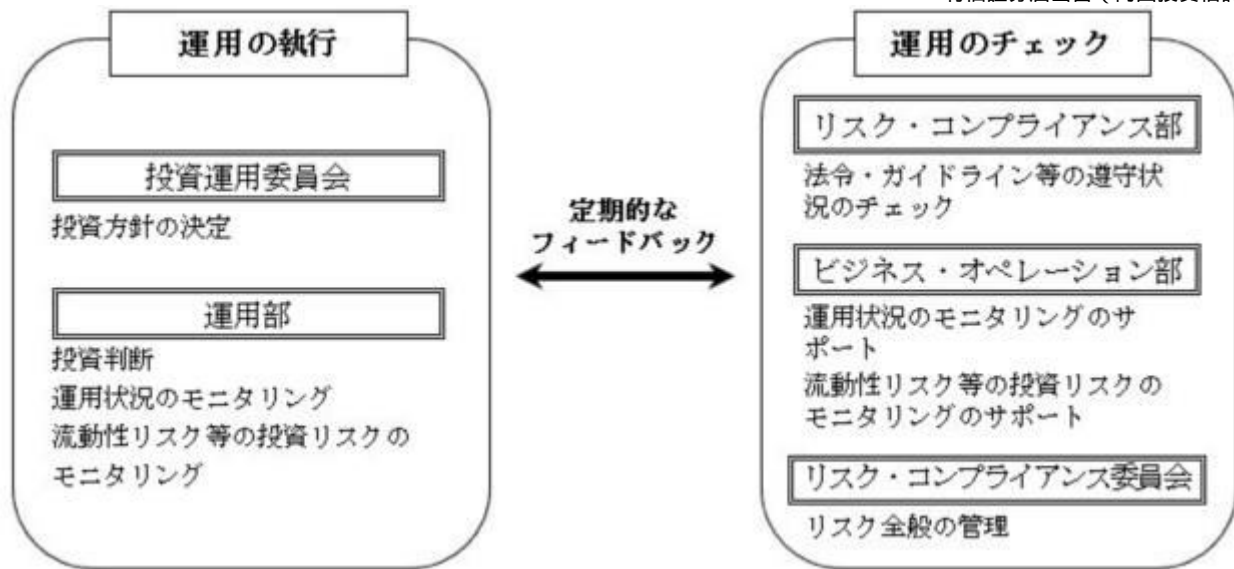 運用の執行
投資運用委員会
投資方針の決定
運用部
投資判断
運用状況のモニタリング
流動性リスク等の投資リスクの
モニタリング
定期的な
フィードバック
運用のチェック
リスク・コンプライアンス部
法令・ガイドライン等の遵守状
況のチェック
ビジネス・オペレーション部
運用状況のモニタリングのサ
ポート
流動性リスク等の投資リスクの
モニタリングのサポート
リスク・コンプライアンス委員会
リスク全般の管理